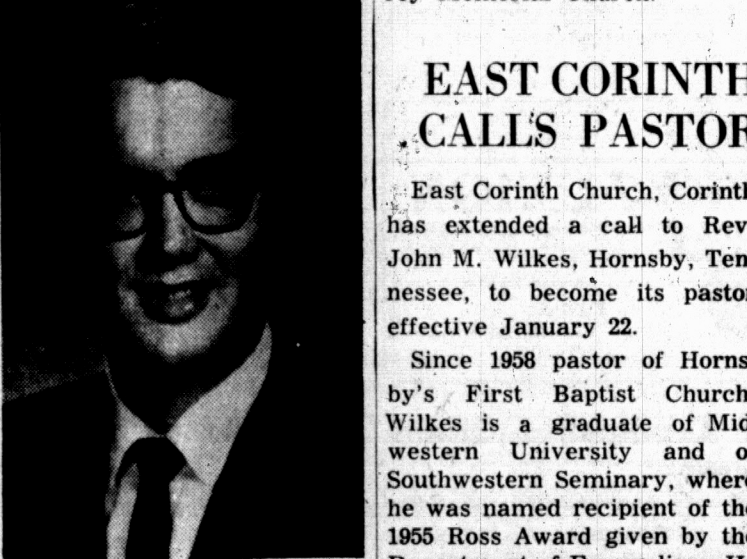 EAST CORINTH
CALLS PASTOR
East Corinth Church, Corinth
has extended a call to Rev
John M. Wilkes, Hornsby, Ten
nessee, to become its pastor
effective January 22.
Since 1958 pastor of Horns
by's First Baptist Church
Wilkes is a graduate of Mid
western University and o
Southwestern Seminary, where
he was named recipient of the
1955 Ross Award given by the